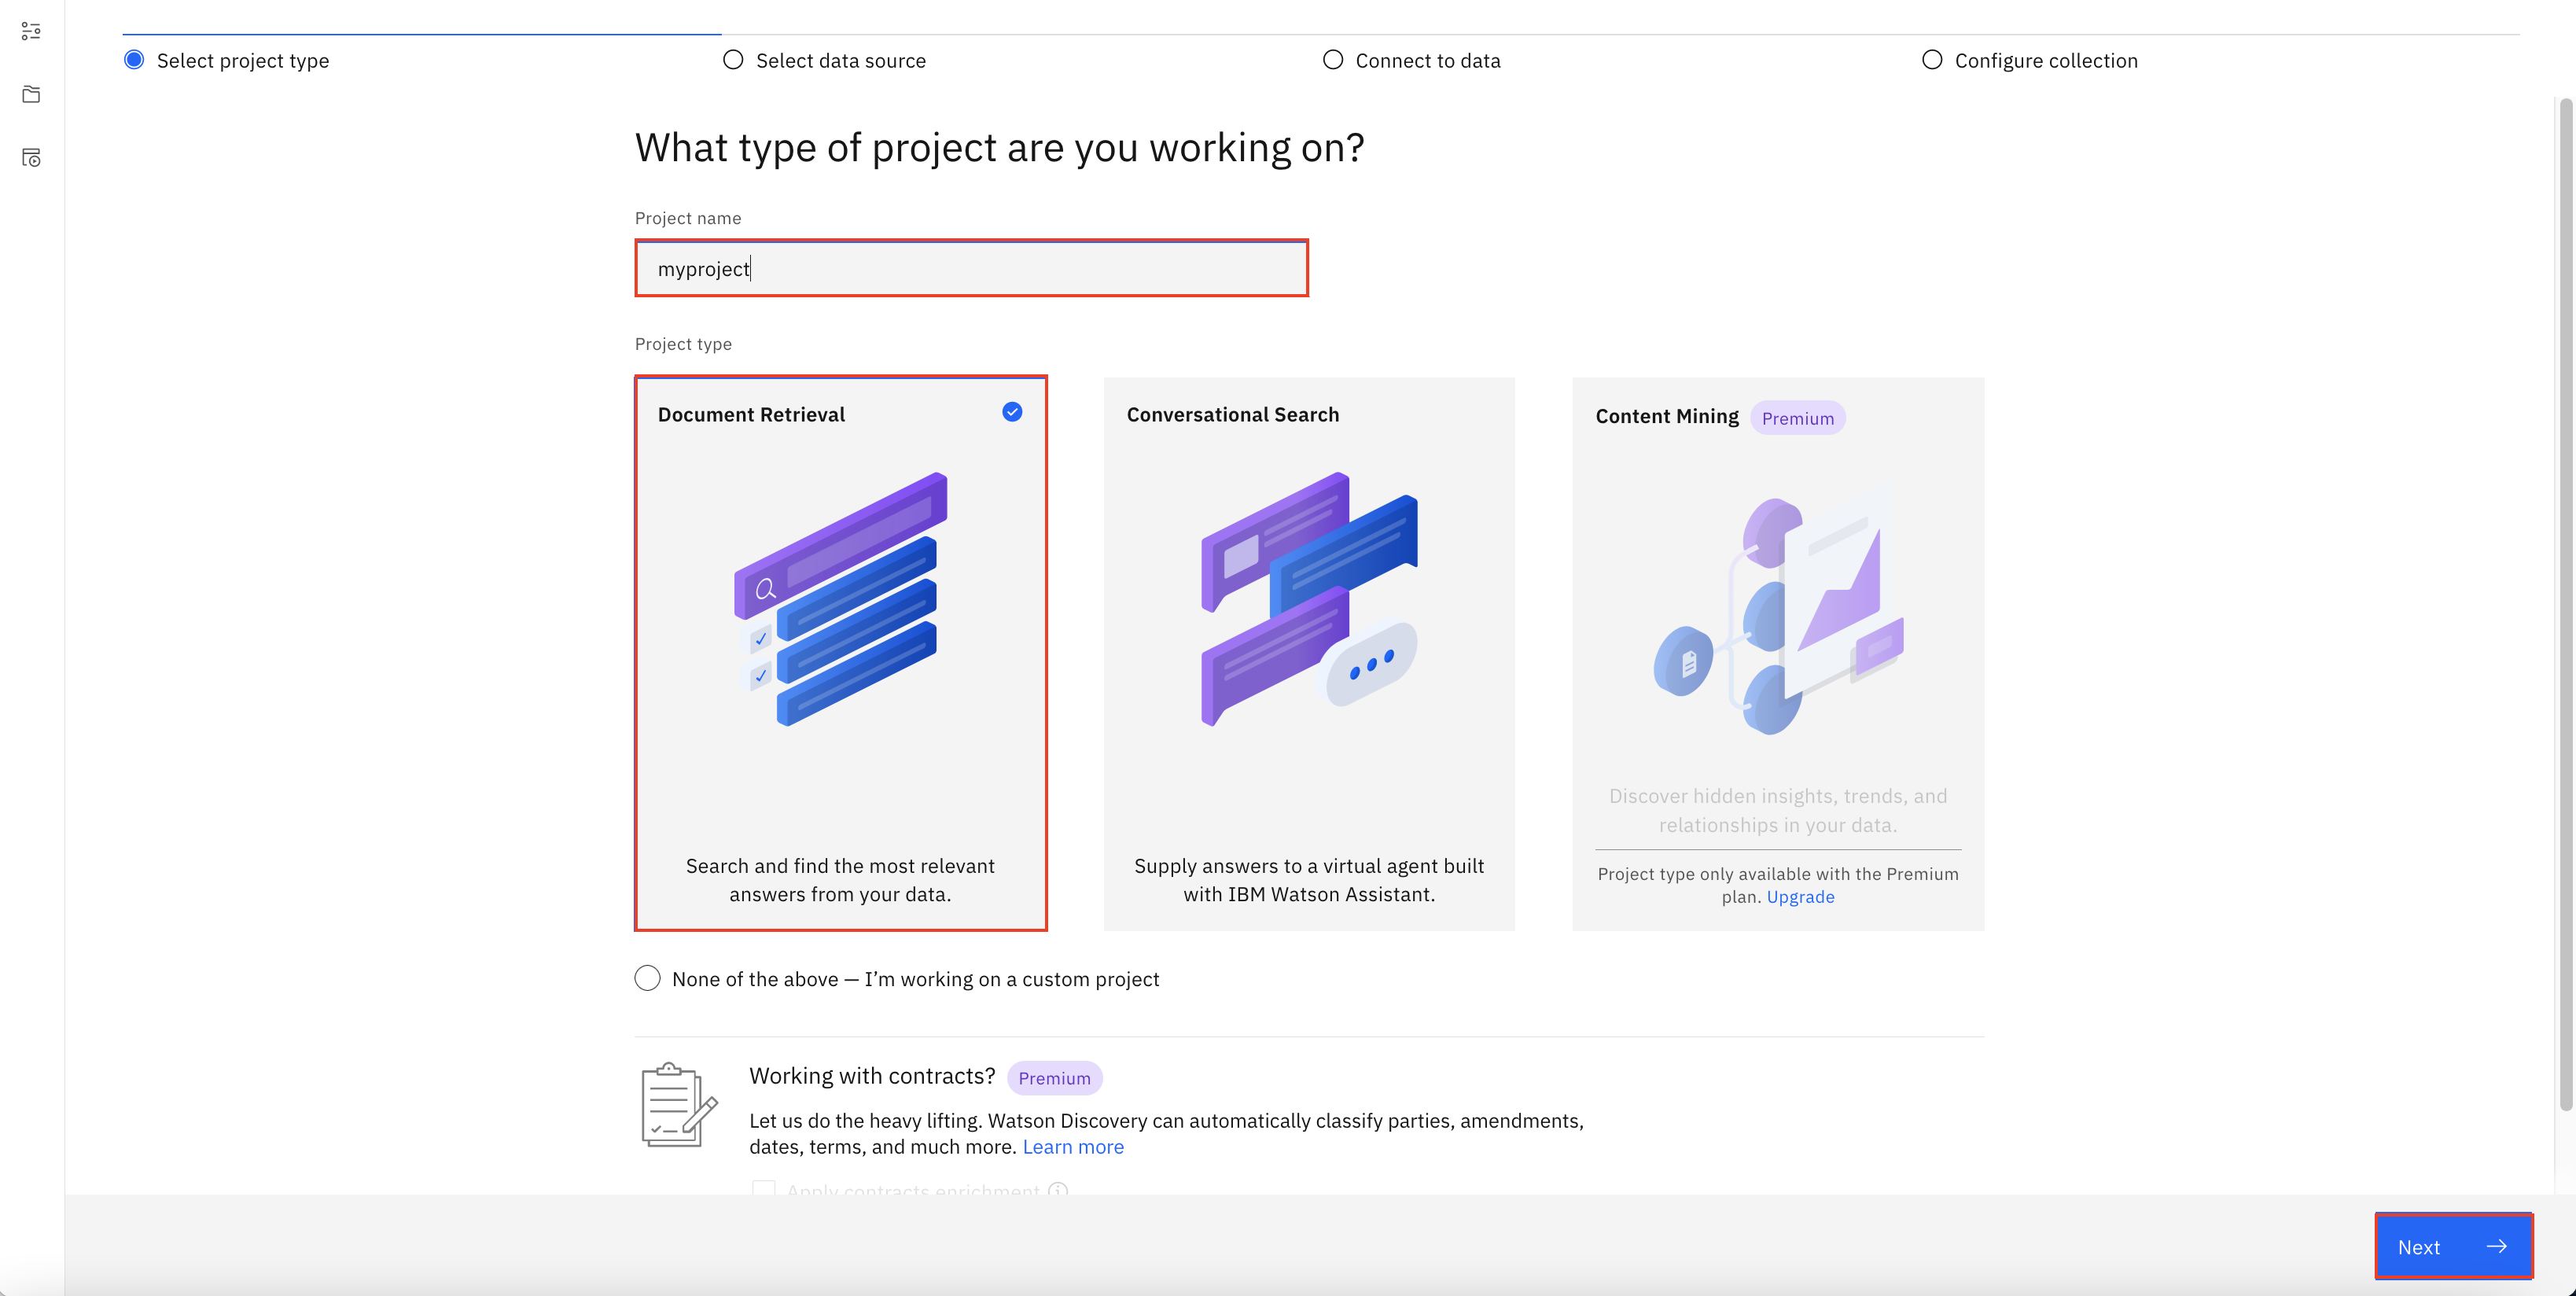 Select project type
Select data source
Connect to data
Configure collection
What type of project are you working on?
Project name
myproject
Project type
Document Retrieval
Search and find the most relevant
answers from your data.
Conversational Search
Supply answers to a virtual agent built
with IBM Watson Assistant.
Content Mining Premium
Discover hidden insights, trends, and
relationships in your data.
Project type only available with the Premium
plan. Upgrade
None of the above — I’m working on a custom project
Working with contracts? Premium
Let us do the heavy lifting. Watson Discovery can automatically classify parties, amendments,
dates, terms, and much more. Learn more
Apply contracts enrichment
Next